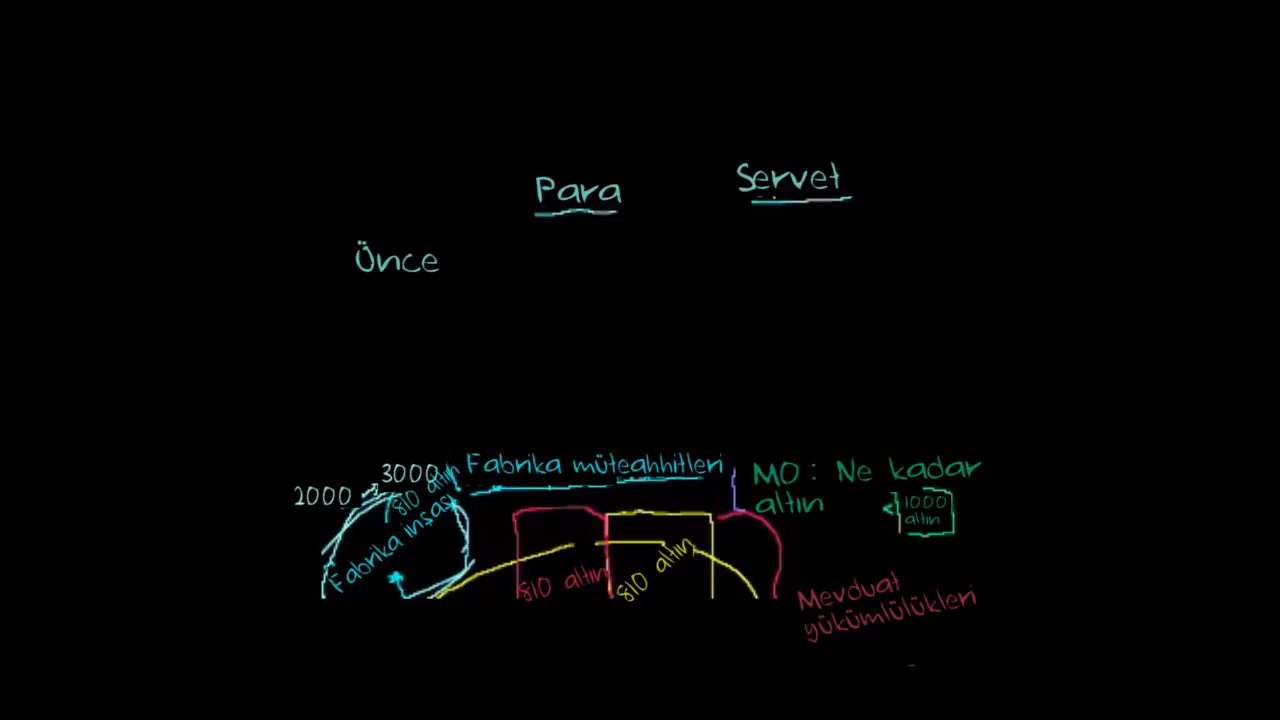 Para
Servet
Önce
3000
Fabrika müteahhitleri
MO : Ne kadar
altın
2000
810 altın
1000
altın
Fabrika inşası
810 altın
810 altın
Mevduat
yükümlülükleri